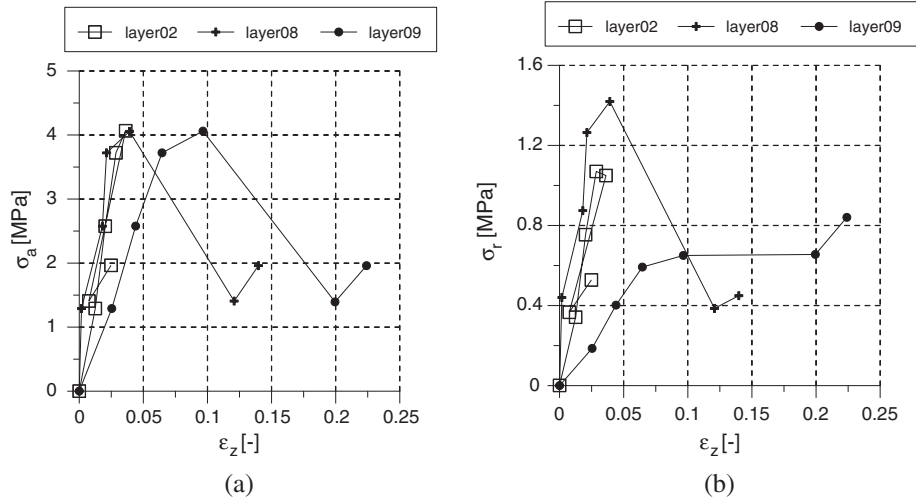 layer02 layer08 layer09
5
4
3
2
1
0
σa [MPa]
0 0.05 0.1 0.15 0.2 0.25
εz [-]
(a)
layer02 layer08 layer09
1.6
1.2
0.8
0.4
0
σr [MPa]
0 0.05 0.1 0.15 0.2 0.25
εz [-]
(b)